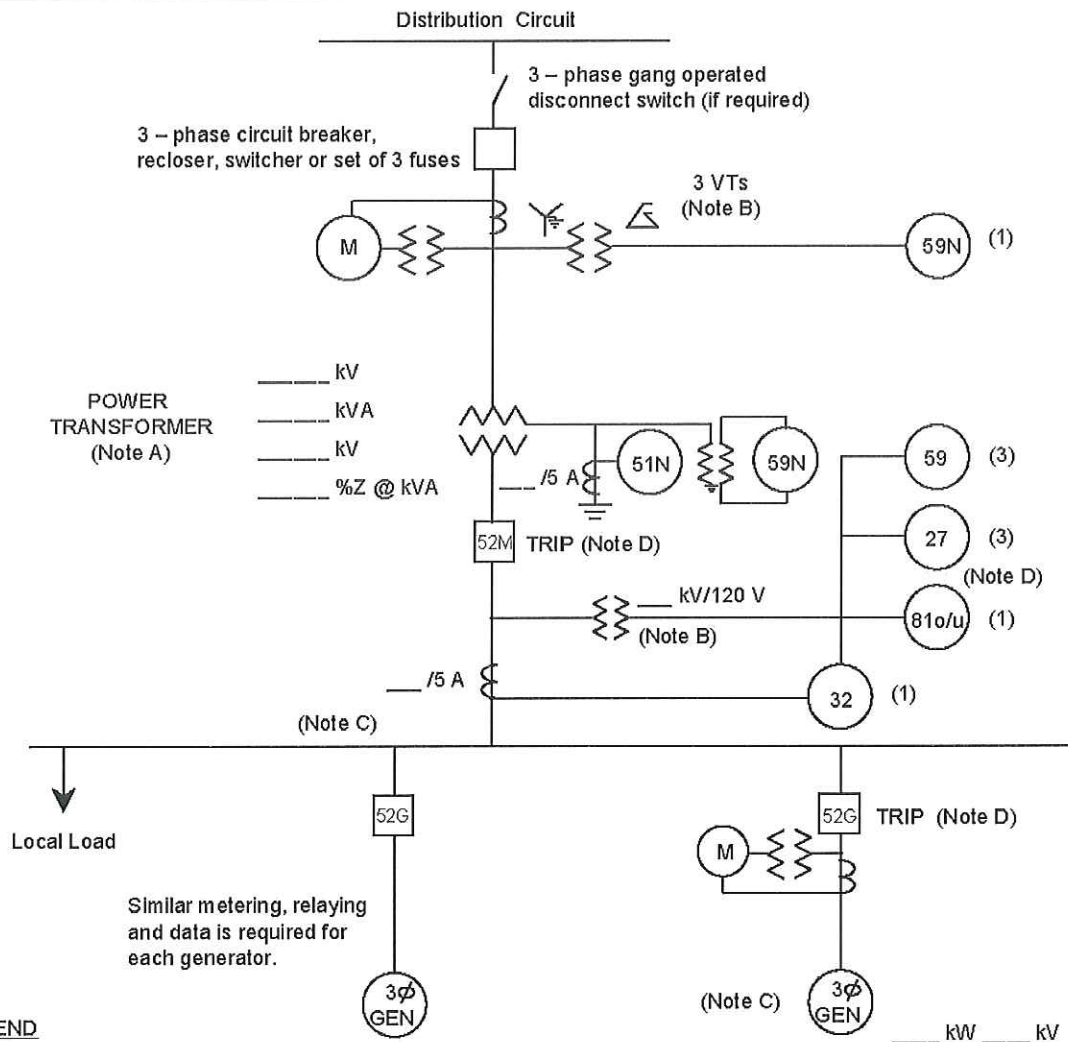 Distribution Circuit
3 – phase gang operated
disconnect switch (if required)
3 – phase circuit breaker,
recloser, switcher or set of 3 fuses
3 VTs
(Note B)
M
59N
(1)
POWER
TRANSFORMER
(Note A)
____ kV
____ kVA
____ kV
____ %Z @ kVA
___ /5 A
51N
59N
59
(3)
27
(3)
(Note D)
52M
TRIP (Note D)
___ kV/120 V
(Note B)
81o/u
(1)
___ /5 A
32
(1)
(Note C)
Local Load
52G
52G
TRIP (Note D)
M
Similar metering, relaying
and data is required for
each generator.
3ϕ
GEN
(Note C)
3ϕ
GEN
END
____ kW ____ kV